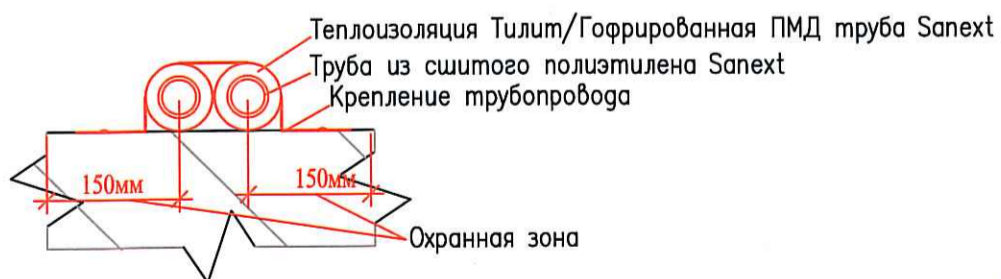 Теплоизоляция Тилит/Гофрированная ПМД труба Sanext
Труба из сшитого полиэтилена Sanext
Крепление трубопровода
150мм
150мм
Охранная зона